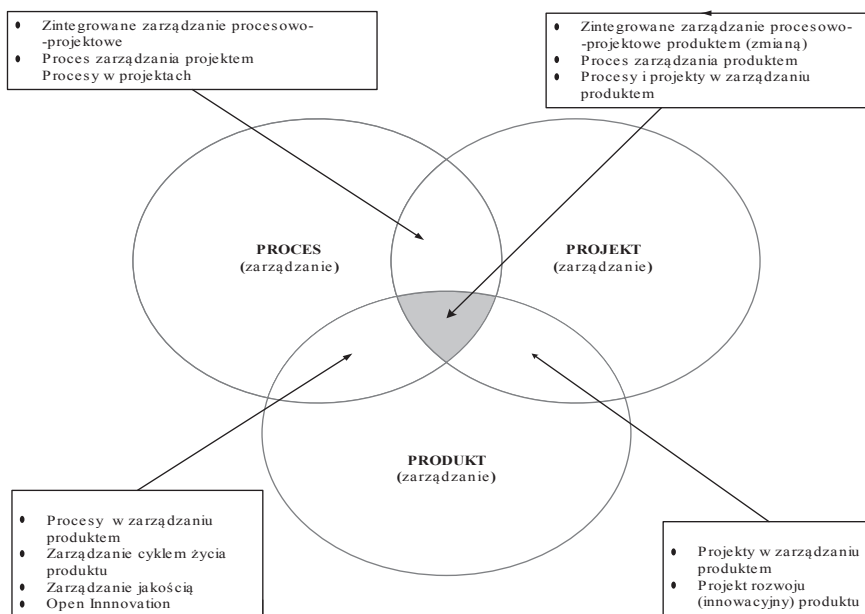 • Zintegrowane zarządzanie procesowo-
-projektowe
• Proces zarządzania projektem
Procesy w projektach
• Zintegrowane zarządzanie procesowo-
-projektowe produktem (zmianą)
• Proces zarządzania produktem
• Procesy i projekty w zarządzaniu
produktem
PROCES
(zarządzanie)
PROJEKT
(zarządzanie)
PRODUKT
(zarządzanie)
• Procesy w zarządzaniu
produktem
• Zarządzanie cyklem życia
produktu
• Zarządzanie jakością
• Open Innnovation
• Projekty w zarządzaniu
produktem
• Projekt rozwoju
(innowacyjny) produktu